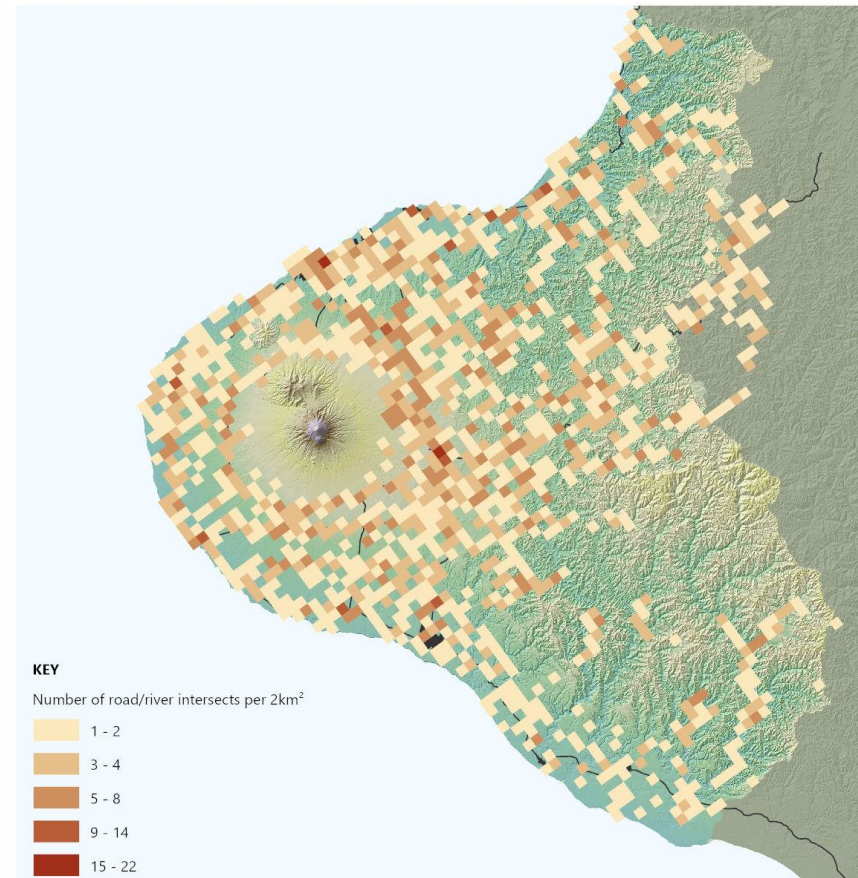 KEY
Number of road/river intersects per 2km²
1 - 2
3 - 4
5 - 8
9 - 14
15 - 22